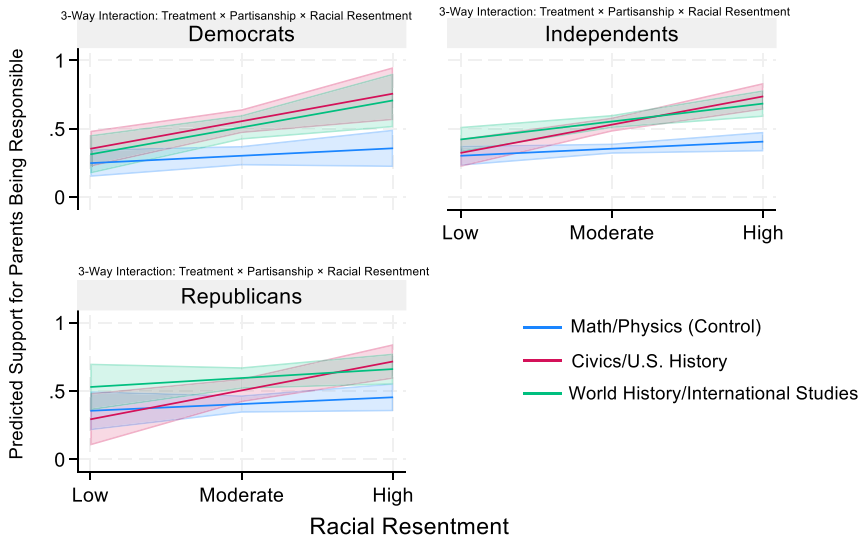 3-Way Interaction: Treatment × Partisanship × Racial Resentment
Democrats
3-Way Interaction: Treatment × Partisanship × Racial Resentment
Independents
Predicted Support for Parents Being Responsible
1
.5
0
Low
Moderate
High
3-Way Interaction: Treatment × Partisanship × Racial Resentment
Republicans
1
.5
0
Low
Moderate
High
Math/Physics (Control)
Civics/U.S. History
World History/International Studies
Racial Resentment